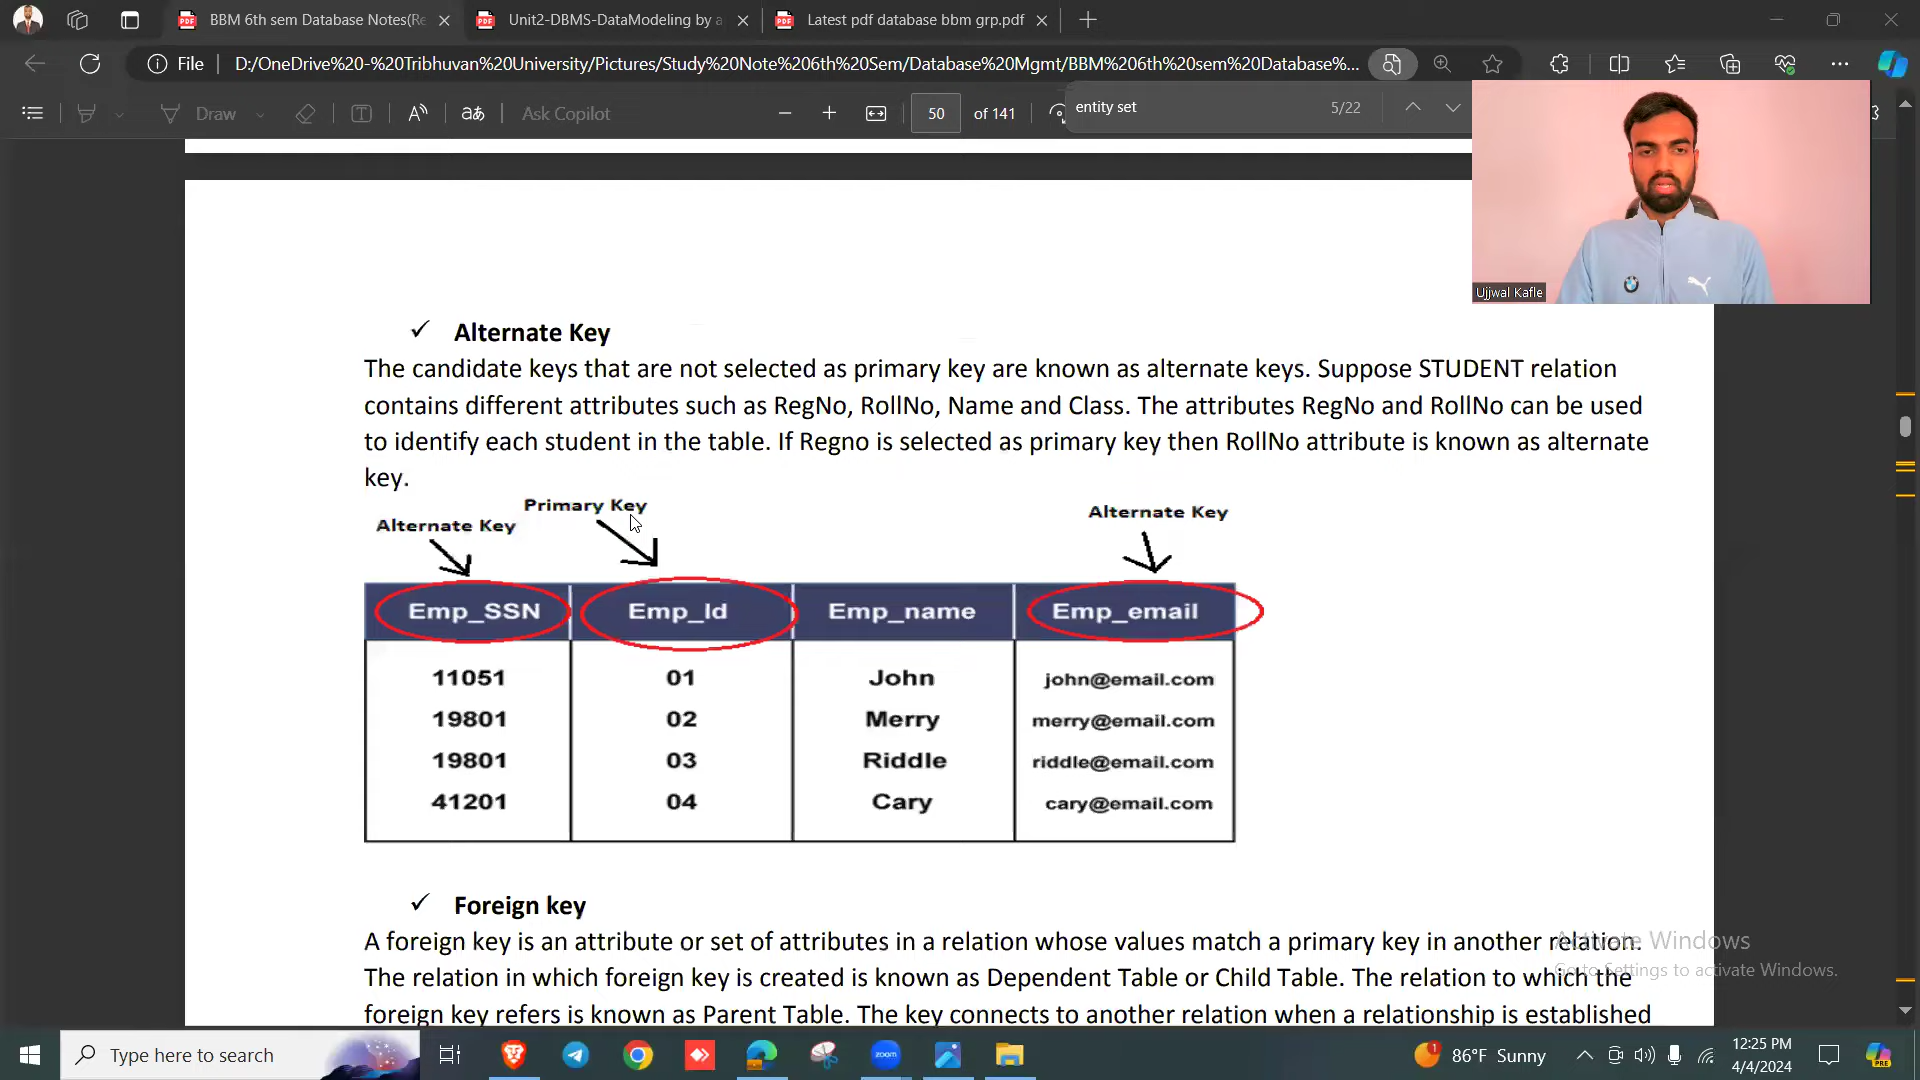 BBM 6th sem Database Notes(Re
Unit2-DBMS-DataModeling by a
Latest pdf database bbm grp.pdf
File
D:/OneDrive%20-%20Tribhuvan%20University/Pictures/Study%20Note%206th%20Sem/Database%20Mgmt/BBM%206th%20sem%20Database%...
Draw
Ask Copilot
50 of 141
entity set 5/22
Ujjwal Kafle
✓ Alternate Key
The candidate keys that are not selected as primary key are known as alternate keys. Suppose STUDENT relation
contains different attributes such as RegNo, RollNo, Name and Class. The attributes RegNo and RollNo can be used
to identify each student in the table. If Regno is selected as primary key then RollNo attribute is known as alternate
key.
Primary Key
Alternate Key
Alternate Key
Emp_SSN Emp_Id Emp_name Emp_email
11051 01 John john@email.com
19801 02 Merry merry@email.com
19801 03 Riddle riddle@email.com
41201 04 Cary cary@email.com
✓ Foreign key
A foreign key is an attribute or set of attributes in a relation whose values match a primary key in another relation.
The relation in which foreign key is created is known as Dependent Table or Child Table. The relation to which the
foreign key refers is known as Parent Table. The key connects to another relation when a relationship is established
Activate Windows
Go to Settings to activate Windows.
Type here to search
zoom
1
86°F Sunny
12:25 PM
4/4/2024
PRE